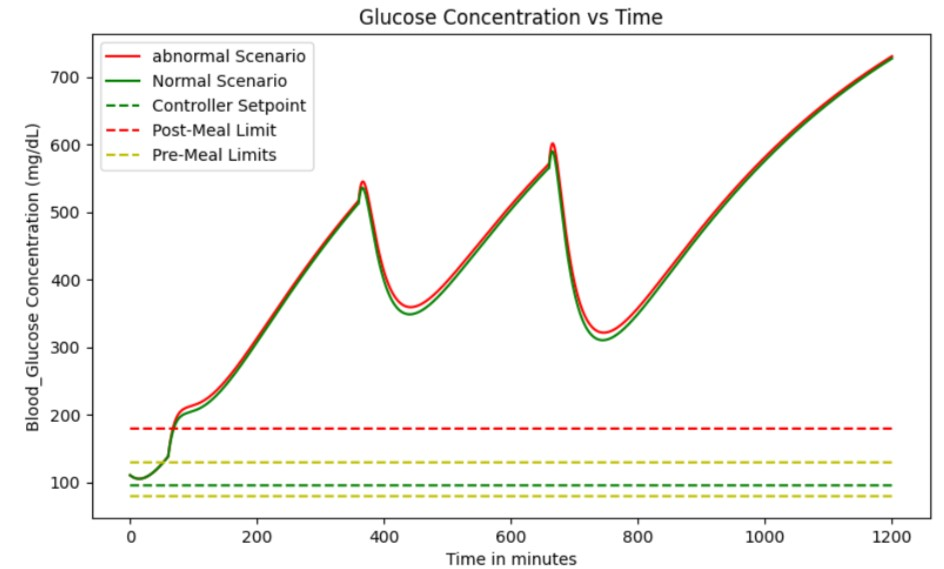 Glucose Concentration vs Time
abnormal Scenario
Normal Scenario
Controller Setpoint
Post-Meal Limit
Pre-Meal Limits
Blood_Glucose Concentration (mg/dL)
700
600
500
400
300
200
100
0 200 400 600 800 1000 1200
Time in minutes